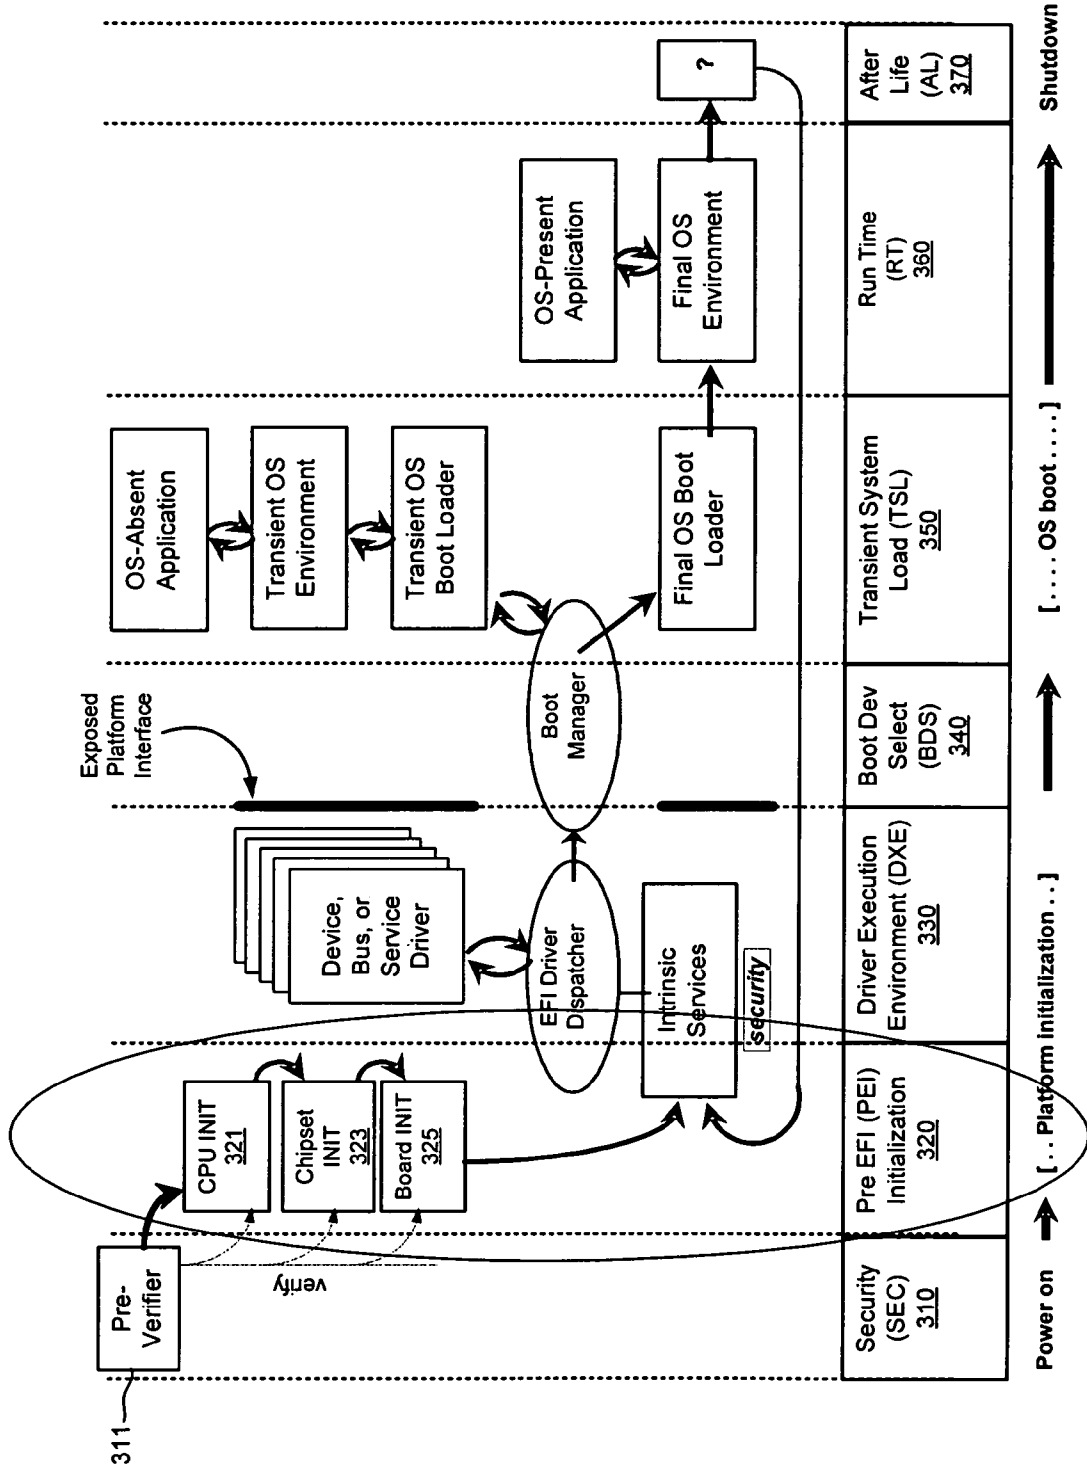 311
Pre-
Verifier
verify
CPU INIT
321
Chipset
INIT
323
Board INIT
325
Device,
Bus, or
Service
Driver
EFI Driver
Dispatcher
Intrinsic
Services
security
Exposed
Platform
Interface
Boot
Manager
OS-Absent
Application
Transient OS
Environment
Transient OS
Boot Loader
Final OS Boot
Loader
OS-Present
Application
Final OS
Environment
?
Security
(SEC)
310
Pre EFI (PEI)
Initialization
320
Driver Execution
Environment (DXE)
330
Boot Dev
Select
(BDS)
340
Transient System
Load (TSL)
350
Run Time
(RT)
360
After
Life
(AL)
370
Power on
[. . Platform initialization . . ]
[. . . . OS boot . . . . ]
Shutdown